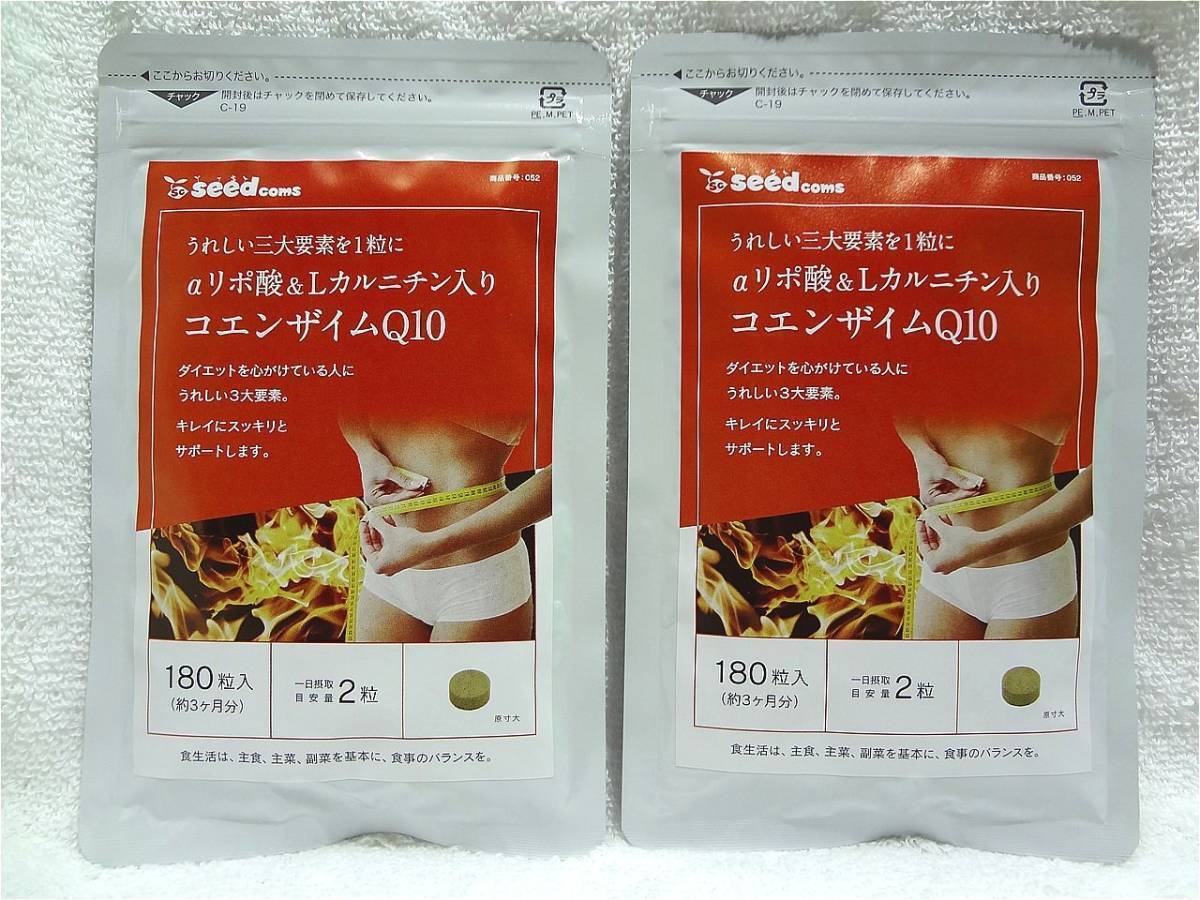 ◀ここからお切りください。
チャック 開封後はチャックを閉めて保存してください。
C-19
プラ
PE,M,PET
seedcoms
商品番号:052
うれしい三大要素を1粒に
αリポ酸&Lカルニチン入り
コエンザイムQ10
ダイエットを心がけている人に
うれしい3大要素。
キレイにスッキリと
サポートします。
180粒入
(約3ヶ月分)
一日摂取
目安量 2粒
原寸大
食生活は、主食、主菜、副菜を基本に、食事のバランスを。
◀ここからお切りください。
チャック 開封後はチャックを閉めて保存してください。
C-19
プラ
PE,M,PET
seedcoms
商品番号:052
うれしい三大要素を1粒に
αリポ酸&Lカルニチン入り
コエンザイムQ10
ダイエットを心がけている人に
うれしい3大要素。
キレイにスッキリと
サポートします。
180粒入
(約3ヶ月分)
一日摂取
目安量 2粒
原寸大
食生活は、主食、主菜、副菜を基本に、食事のバランスを。